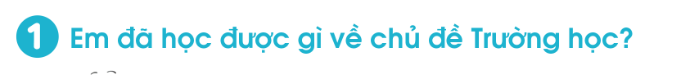 1 Em đã học được gì về chủ đề Trường học?